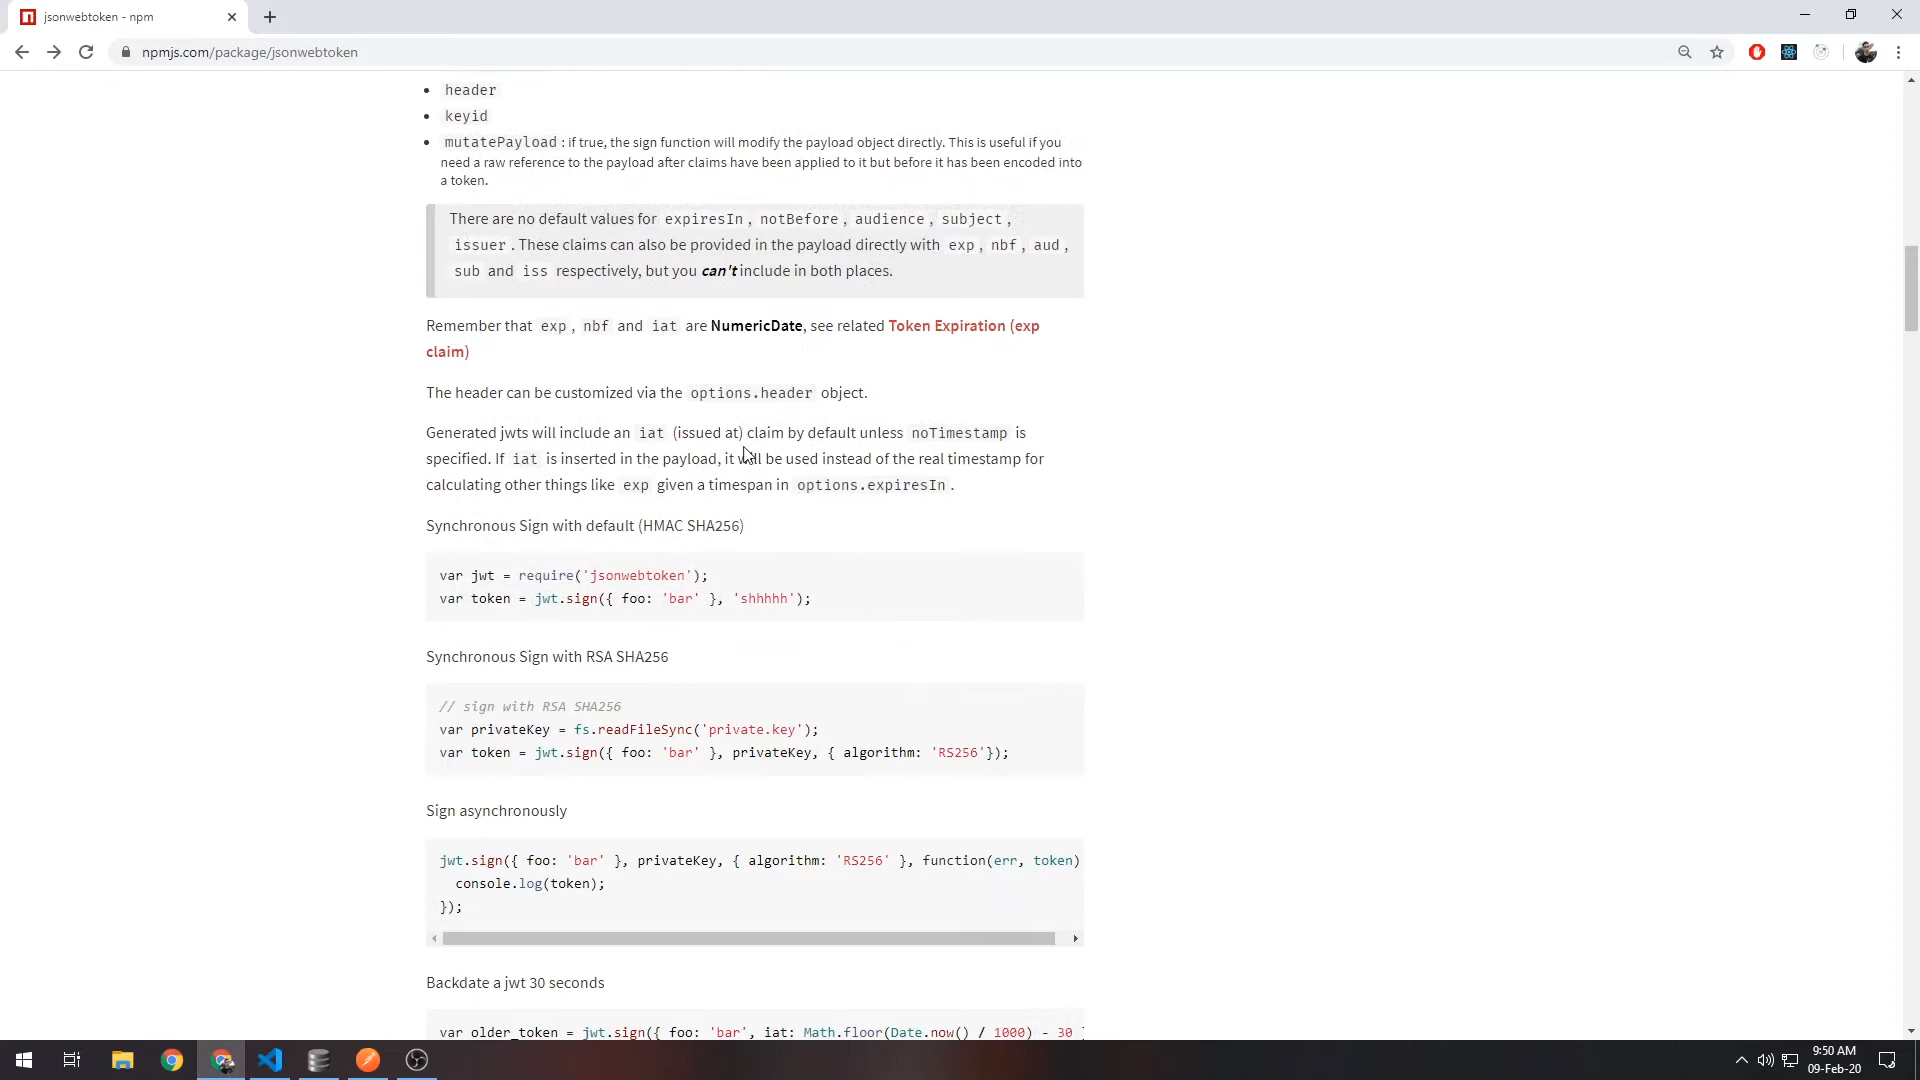 jsonwebtoken - npm
npmjs.com/package/jsonwebtoken
header
keyid
mutatePayload : if true, the sign function will modify the payload object directly. This is useful if you
need a raw reference to the payload after claims have been applied to it but before it has been encoded into
a token.
There are no default values for expiresIn , notBefore , audience , subject ,
issuer . These claims can also be provided in the payload directly with exp , nbf , aud ,
sub and iss respectively, but you can't include in both places.
Remember that exp , nbf and iat are NumericDate, see related Token Expiration (exp
claim)
The header can be customized via the options.header object.
Generated jwts will include an iat (issued at) claim by default unless noTimestamp is
specified. If iat is inserted in the payload, it will be used instead of the real timestamp for
calculating other things like exp given a timespan in options.expiresIn .
Synchronous Sign with default (HMAC SHA256)
var jwt = require('jsonwebtoken');
var token = jwt.sign({ foo: 'bar' }, 'shhhhh');
Synchronous Sign with RSA SHA256
// sign with RSA SHA256
var privateKey = fs.readFileSync('private.key');
var token = jwt.sign({ foo: 'bar' }, privateKey, { algorithm: 'RS256'});
Sign asynchronously
jwt.sign({ foo: 'bar' }, privateKey, { algorithm: 'RS256' }, function(err, token)
console.log(token);
});
Backdate a jwt 30 seconds
var older_token = jwt.sign({ foo: 'bar', iat: Math.floor(Date.now() / 1000) - 30
9:50 AM
09-Feb-20